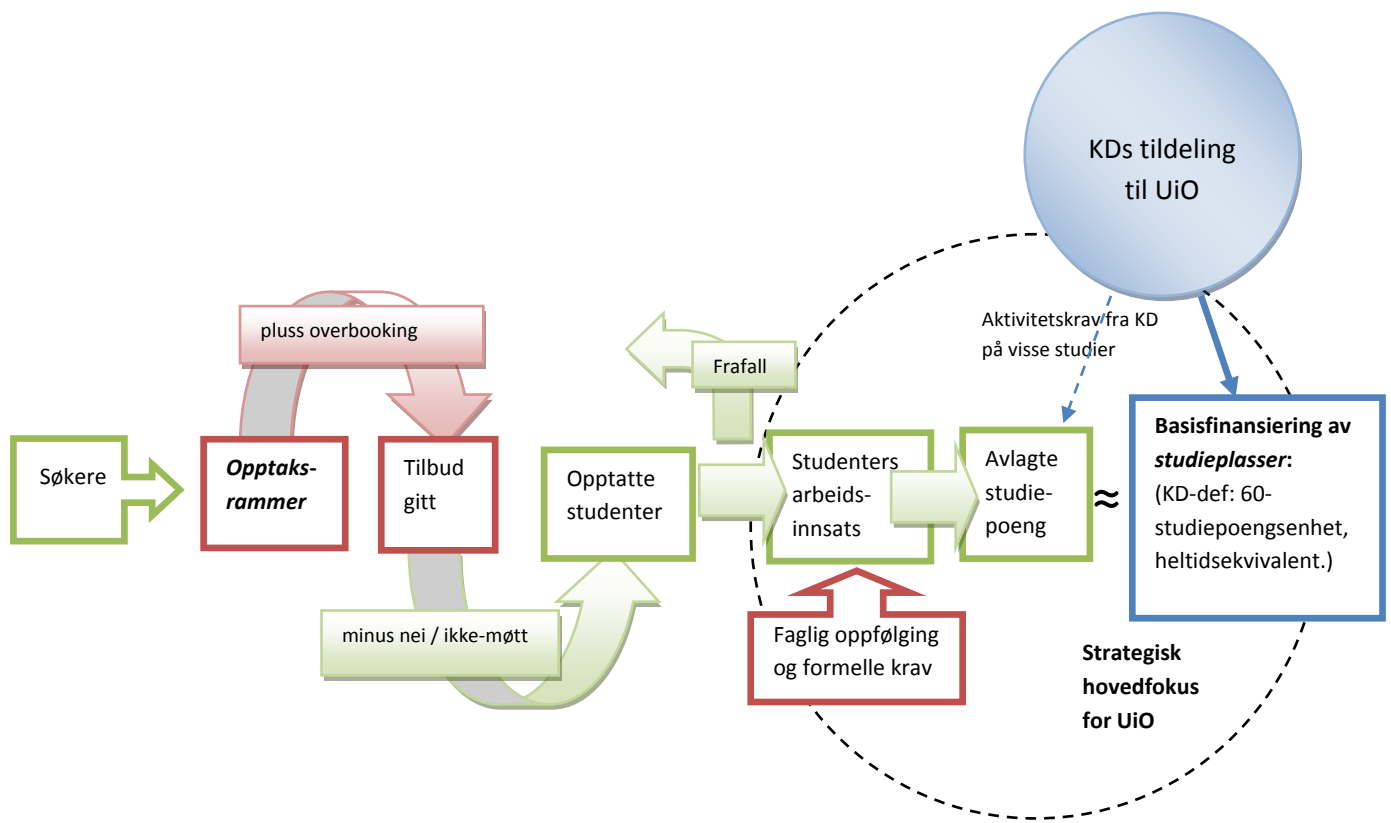 KDs tildeling
til UiO
pluss overbooking
Aktivitetskrav fra KD
på visse studier
Frafall
Søkere
Opptaks-
rammer
Tilbud
gitt
Opptatte
studenter
Studenters
arbeids-
innsats
Avlagte
studie-
poeng
≈
Basisfinansiering av
studieplasser:
(KD-def: 60-
studiepoengsenhet,
heltidsekvivalent.)
minus nei / ikke-møtt
Faglig oppfølging
og formelle krav
Strategisk
hovedfokus
for UiO